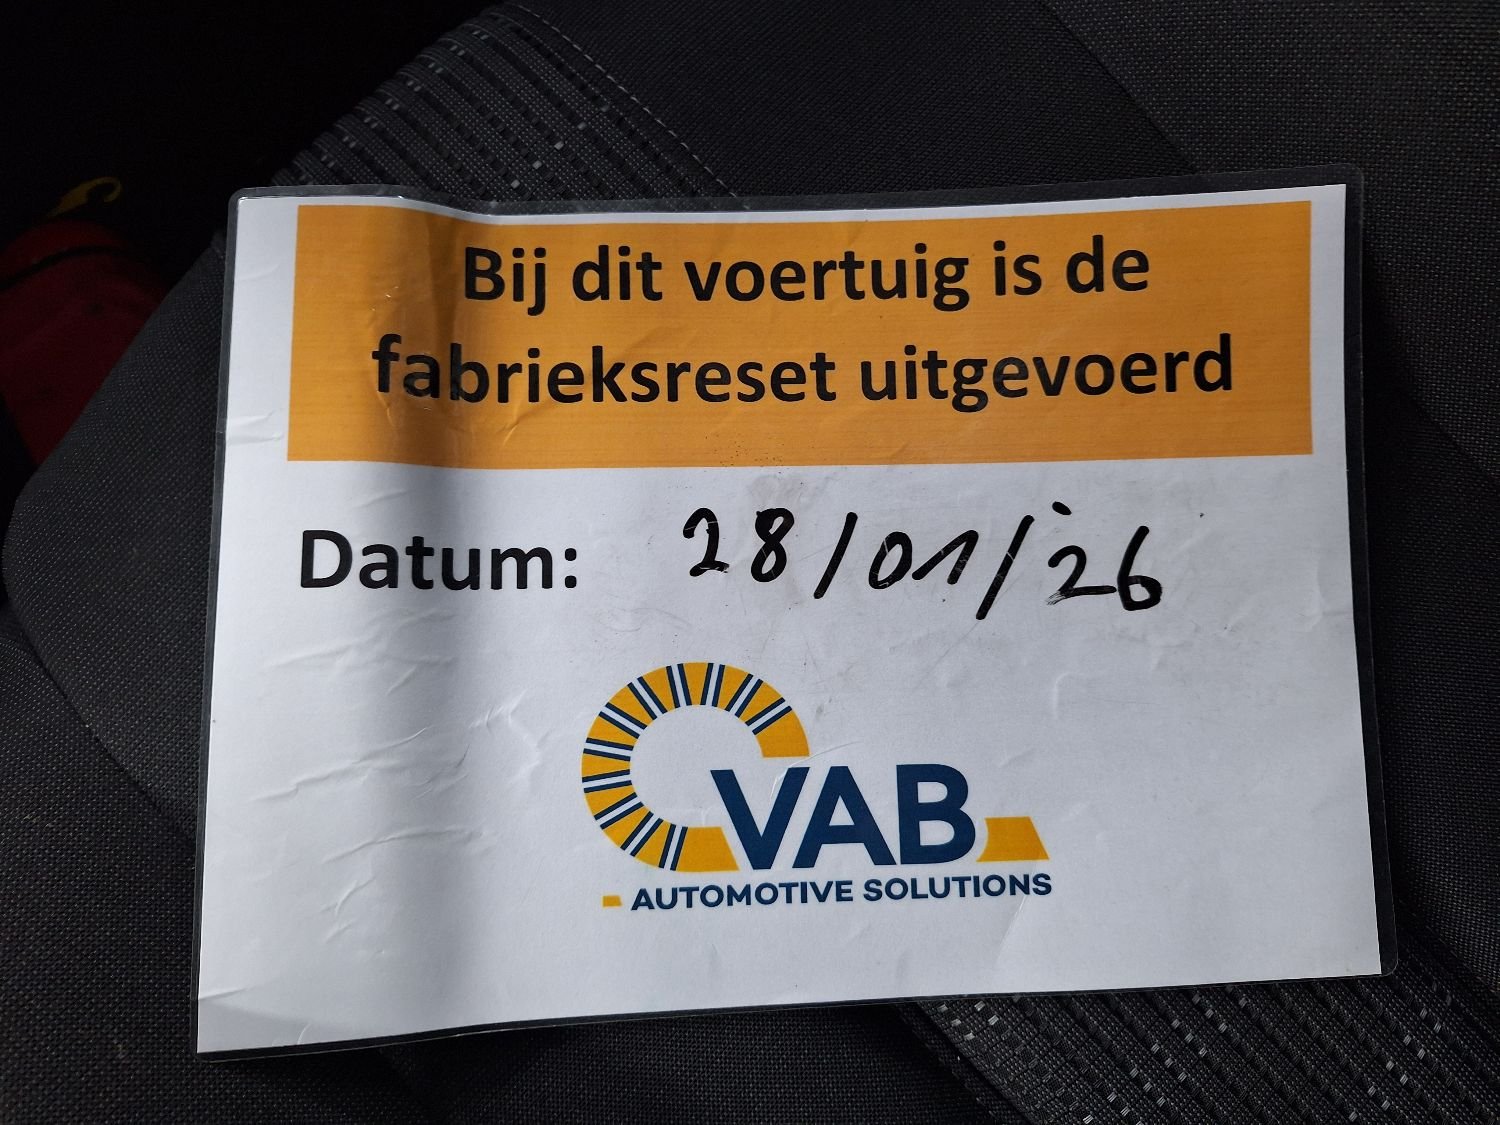 Bij dit voertuig is de
fabrieksreset uitgevoerd
Datum: 28/01/26
VAB
AUTOMOTIVE SOLUTIONS